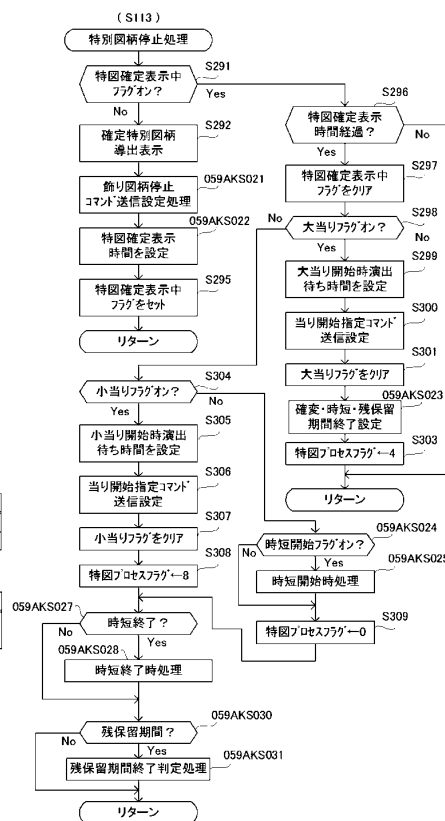 (S113)
特別図柄停止処理
S291
特図確定表示中
フラグオン?
Yes
No
S292
確定特別図柄
導出表示
059AKS021
飾り図柄停止
コマンド送信設定処理
059AKS022
特図確定表示
時間を設定
S295
特図確定表示中
フラグをセット
リターン
S296
特図確定表示
時間経過?
No
Yes
S297
特図確定表示中
フラグをクリア
S298
No
大当りフラグオン?
Yes
S299
大当り開始時演出
待ち時間を設定
S300
当り開始指定コマンド
送信設定
S301
大当りフラグをクリア
059AKS023
確変・時短・残保留
期間終了設定
S303
特図プロセスフラグ←4
リターン
S304
小当りフラグオン?
Yes
No
S305
小当り開始時演出
待ち時間を設定
S306
当り開始指定コマンド
送信設定
S307
小当りフラグをクリア
S308
特図プロセスフラグ←8
059AKS024
時短開始フラグオン?
No
Yes
059AKS025
時短開始時処理
S309
特図プロセスフラグ←0
059AKS027
時短終了?
No
Yes
059AKS028
時短終了時処理
059AKS030
残保留期間?
No
Yes
059AKS031
残保留期間終了判定処理
リターン